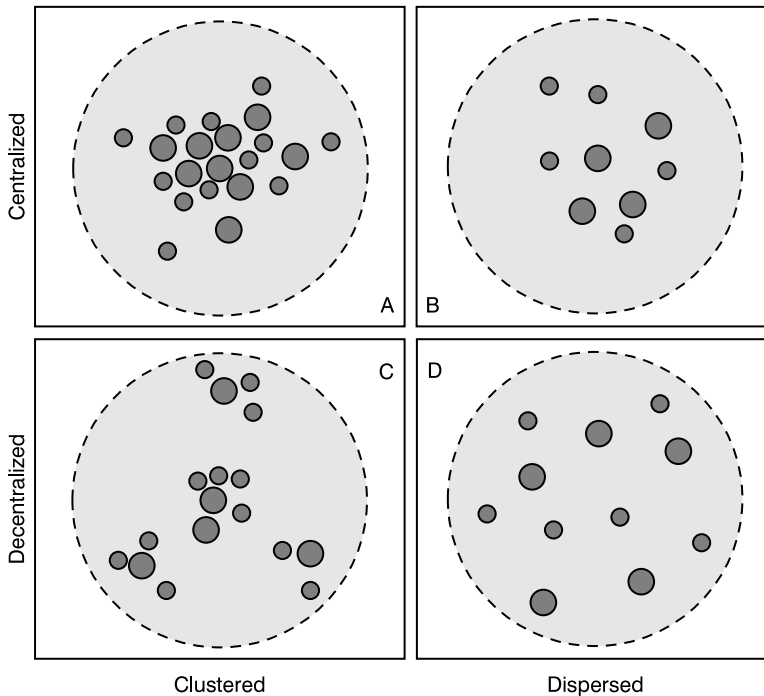 Centralized
A
B
Decentralized
C
D
Clustered
Dispersed